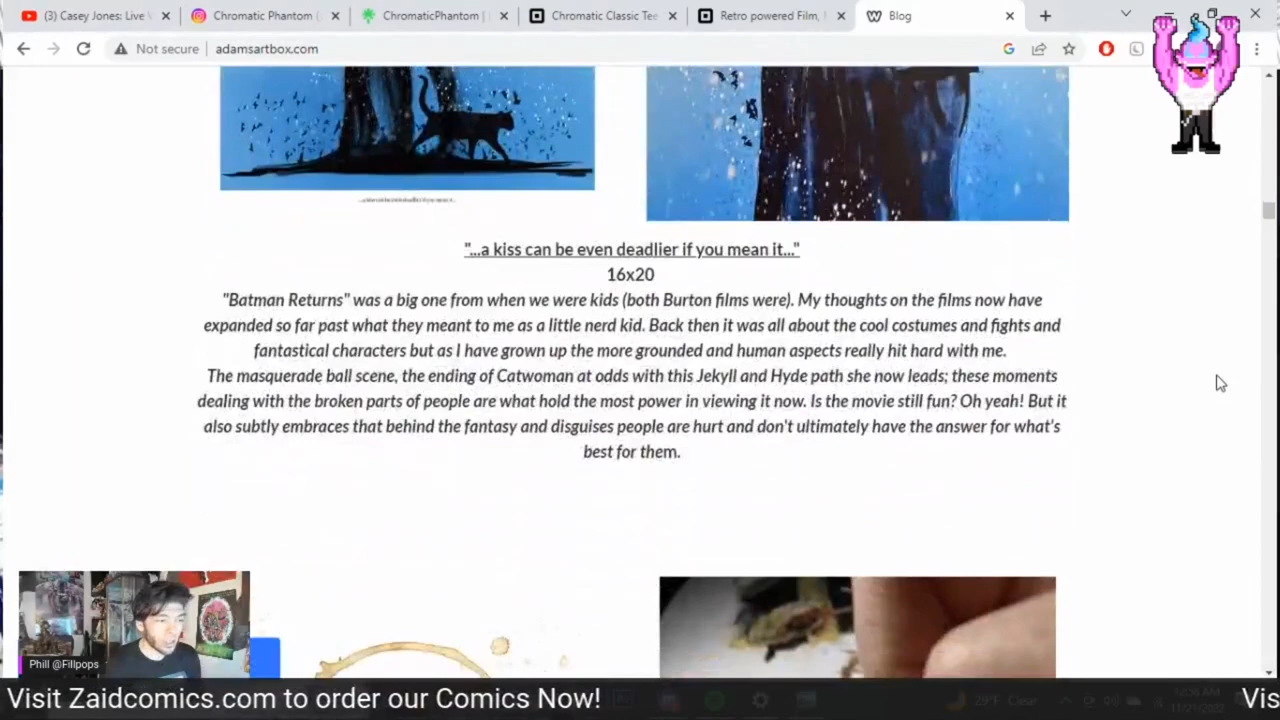 (3) Casey Jones: Live
Chromatic Phantom
ChromaticPhantom |
Chromatic Classic Tee
Retro powered Film,
Blog
Not secure
adamsartbox.com
"...a kiss can be even deadlier if you mean it..."
16x20
"Batman Returns" was a big one from when we were kids (both Burton films were). My thoughts on the films now have
expanded so far past what they meant to me as a little nerd kid. Back then it was all about the cool costumes and fights and
fantastical characters but as I have grown up the more grounded and human aspects really hit hard with me.
The masquerade ball scene, the ending of Catwoman at odds with this Jekyll and Hyde path she now leads; these moments
dealing with the broken parts of people are what hold the most power in viewing it now. Is the movie still fun? Oh yeah! But it
also subtly embraces that behind the fantasy and disguises people are hurt and don't ultimately have the answer for what's
best for them.
Phill @Fillpops
29°F Clear
Visit Zaidcomics.com to order our Comics Now!
Vis